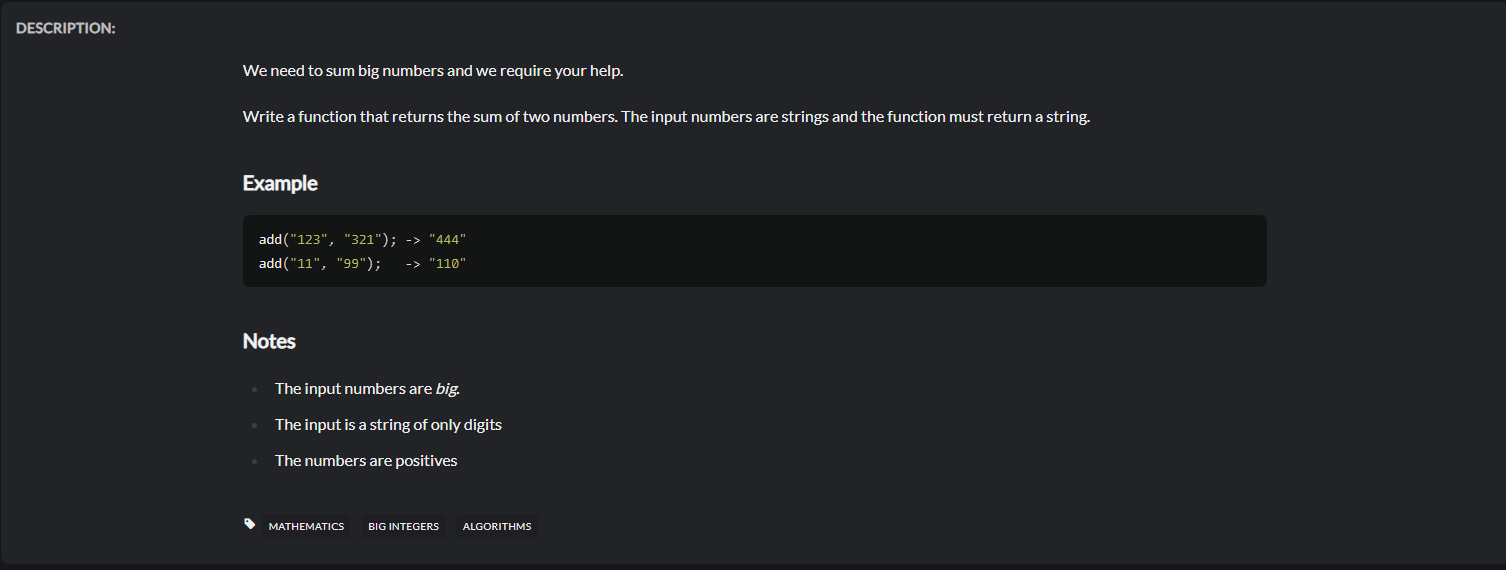 DESCRIPTION:
We need to sum big numbers and we require your help.
Write a function that returns the sum of two numbers. The input numbers are strings and the function must return a string.
Example
add("123", "321"); -> "444"
add("11", "99");   -> "110"
Notes
The input numbers are big.
The input is a string of only digits
The numbers are positives
MATHEMATICS BIG INTEGERS ALGORITHMS